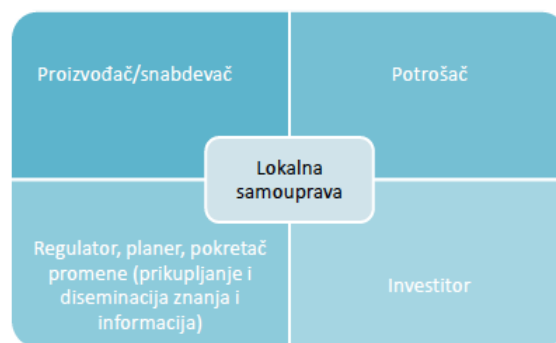 Proizvođač/snabdevač
Potrošač
Lokalna
samouprava
Regulator, planer, pokretač
promene (prikupljanje i
diseminacija znanja i
informacija)
Investitor